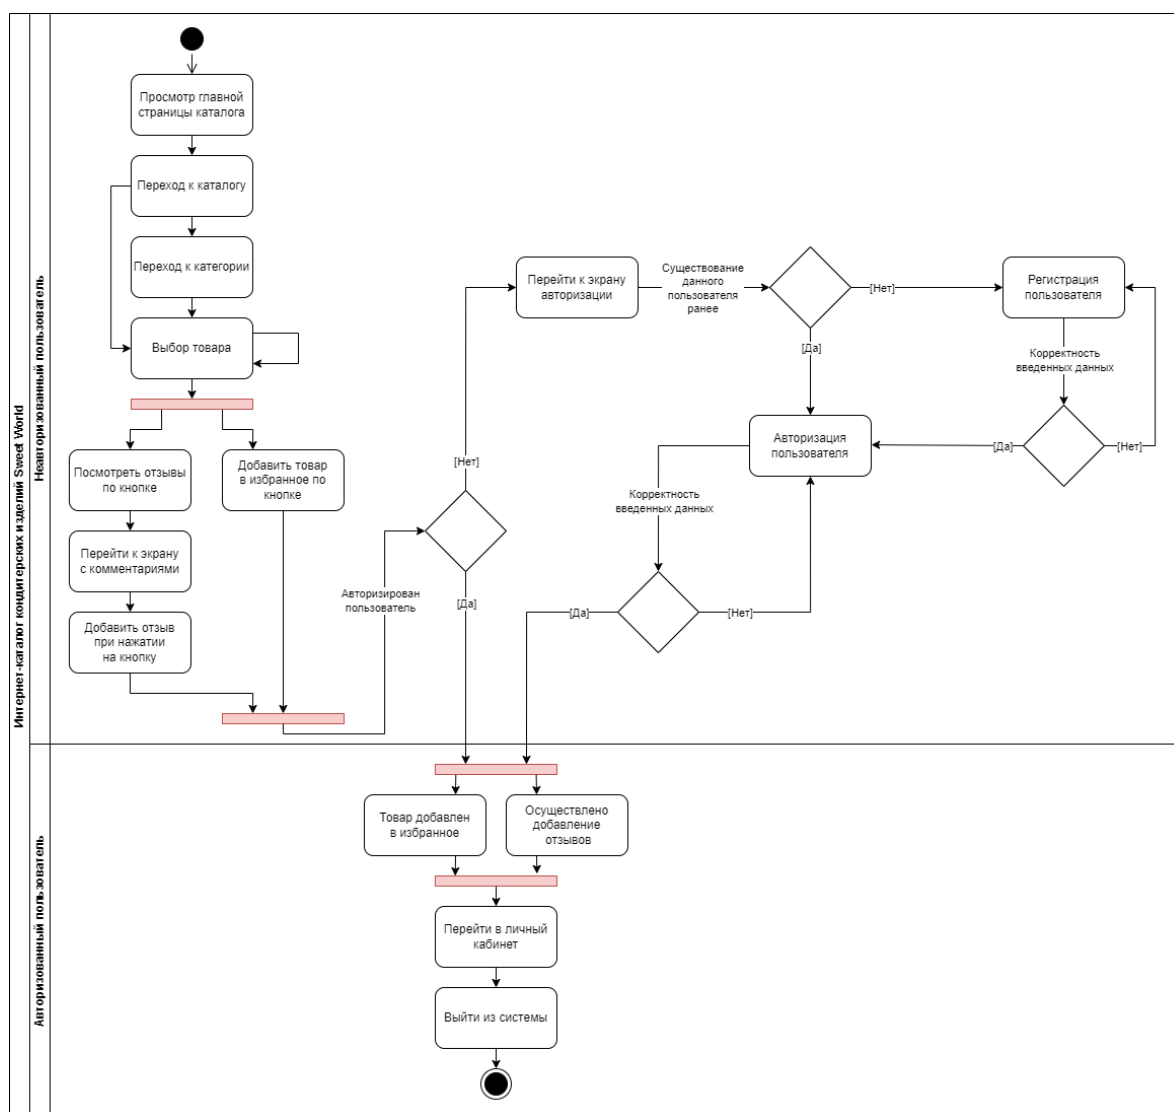 Интернет-каталог кондитерских изделий Sweet World
Неавторизованный пользователь
Просмотр главной
страницы каталога
Переход к каталогу
Переход к категории
Выбор товара
Посмотреть отзывы
по кнопке
Добавить товар
в избранное по
кнопке
Перейти к экрану
с комментариями
Добавить отзыв
при нажатии
на кнопку
Авторизирован
пользователь
[Нет]
[Да]
Перейти к экрану
авторизации
Существование
данного
пользователя
ранее
[Нет]
[Да]
Регистрация
пользователя
Корректность
введенных данных
[Да]
[Нет]
Авторизация
пользователя
Корректность
введенных данных
[Да]
[Нет]
Авторизованный пользователь
Товар добавлен
в избранное
Осуществлено
добавление
отзывов
Перейти в личный
кабинет
Выйти из системы